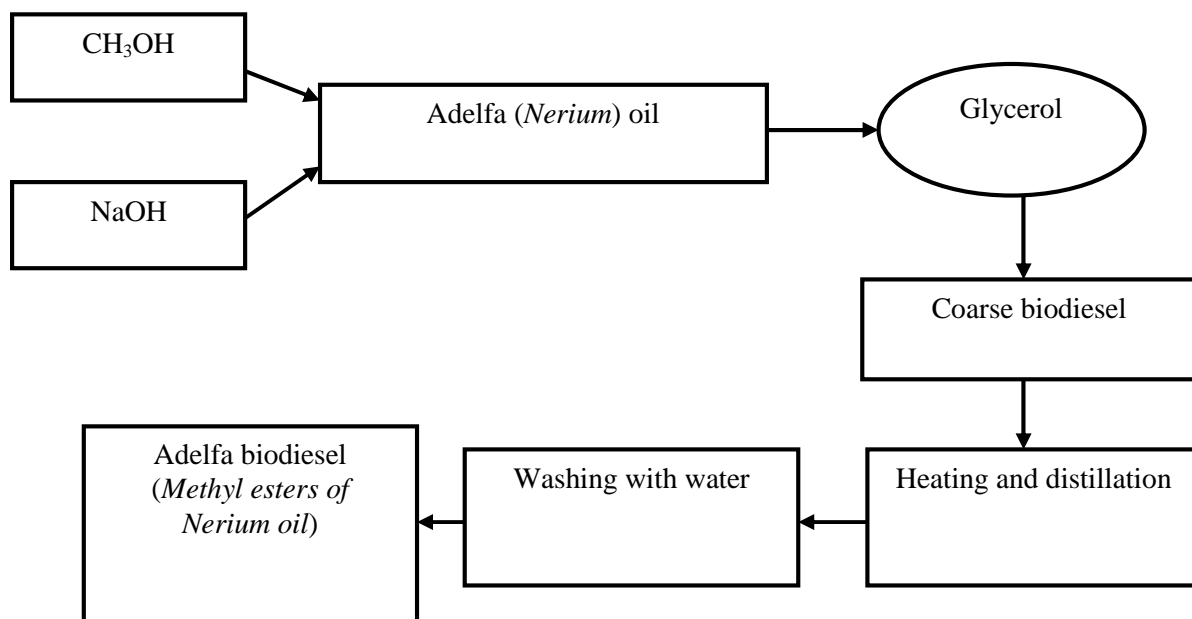 CH₃OH
Adelfa (Nerium) oil
Glycerol
NaOH
Coarse biodiesel
Heating and distillation
Washing with water
Adelfa biodiesel
(Methyl esters of
Nerium oil)